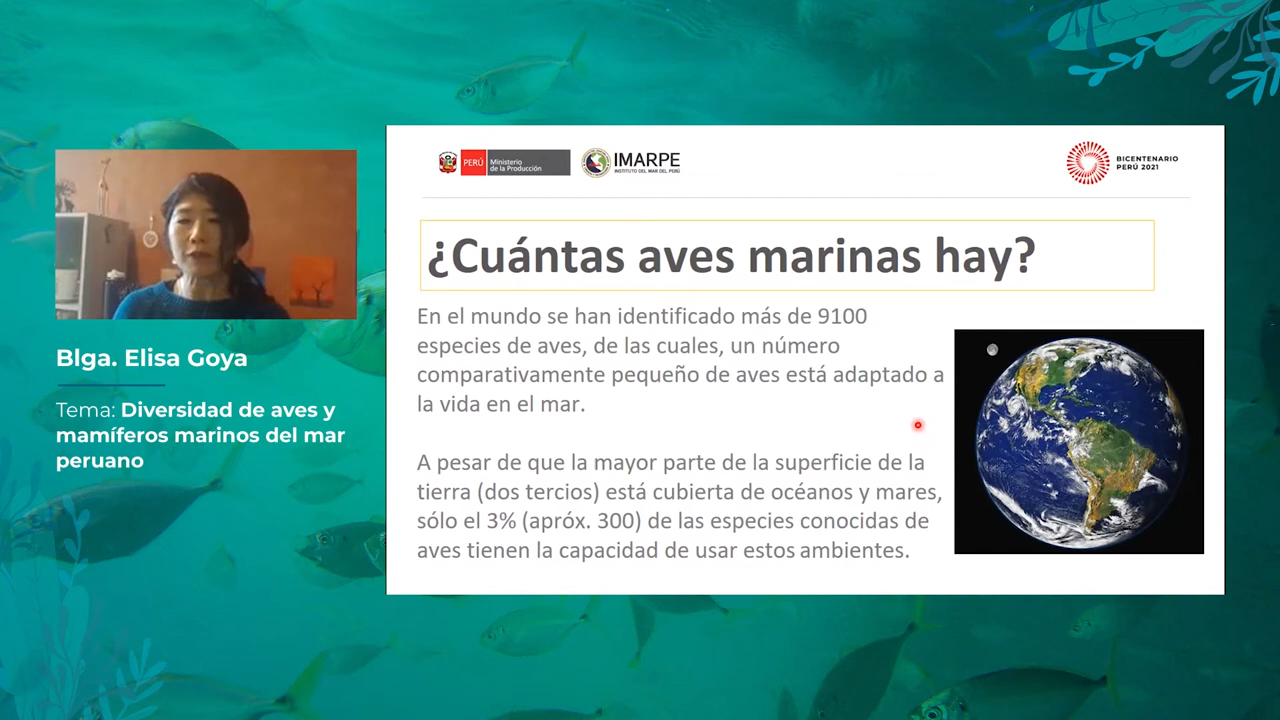 PERÚ
Ministerio
de la Producción
IMARPE
INSTITUTO DEL MAR DEL PERÚ
BICENTENARIO
PERÚ 2021
¿Cuántas aves marinas hay?
En el mundo se han identificado más de 9100
especies de aves, de las cuales, un número
comparativamente pequeño de aves está adaptado a
la vida en el mar.
A pesar de que la mayor parte de la superficie de la
tierra (dos tercios) está cubierta de océanos y mares,
sólo el 3% (apróx. 300) de las especies conocidas de
aves tienen la capacidad de usar estos ambientes.
Blga. Elisa Goya
Tema: Diversidad de aves y
mamíferos marinos del mar
peruano